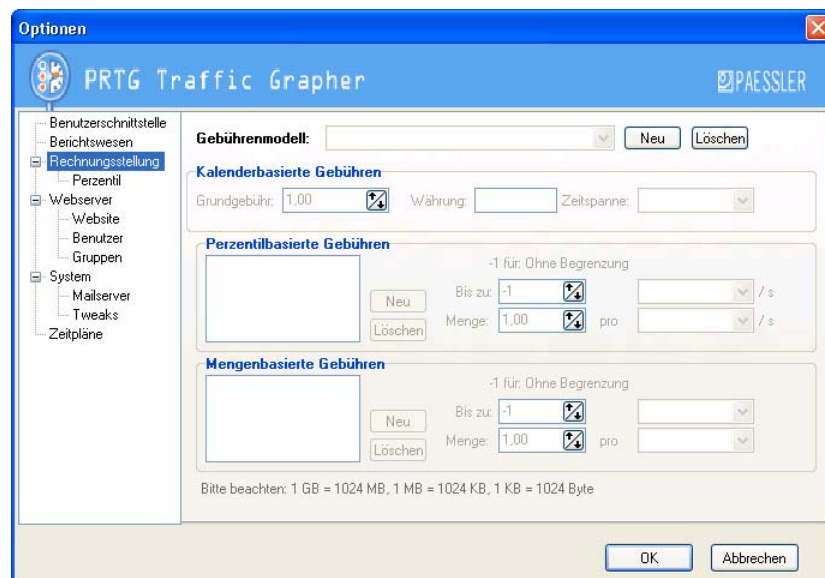 Optionen
PRTG Traffic Grapher
PAESSLER
Benutzerschnittstelle
Berichtswesen
Rechnungsstellung
Perzentil
Webserver
Website
Benutzer
Gruppen
System
Mailserver
Tweaks
Zeitpläne
Gebührenmodell: Neu Löschen
Kalenderbasierte Gebühren
Grundgebühr: 1,00 Währung: Zeitspanne:
Perzentilbasierte Gebühren
-1 für: Ohne Begrenzung
Neu Bis zu: -1 / s
Löschen Menge: 1,00 pro / s
Mengenbasierte Gebühren
-1 für: Ohne Begrenzung
Neu Bis zu: -1
Löschen Menge: 1,00 pro
Bitte beachten: 1 GB = 1024 MB, 1 MB = 1024 KB, 1 KB = 1024 Byte
OK Abbrechen